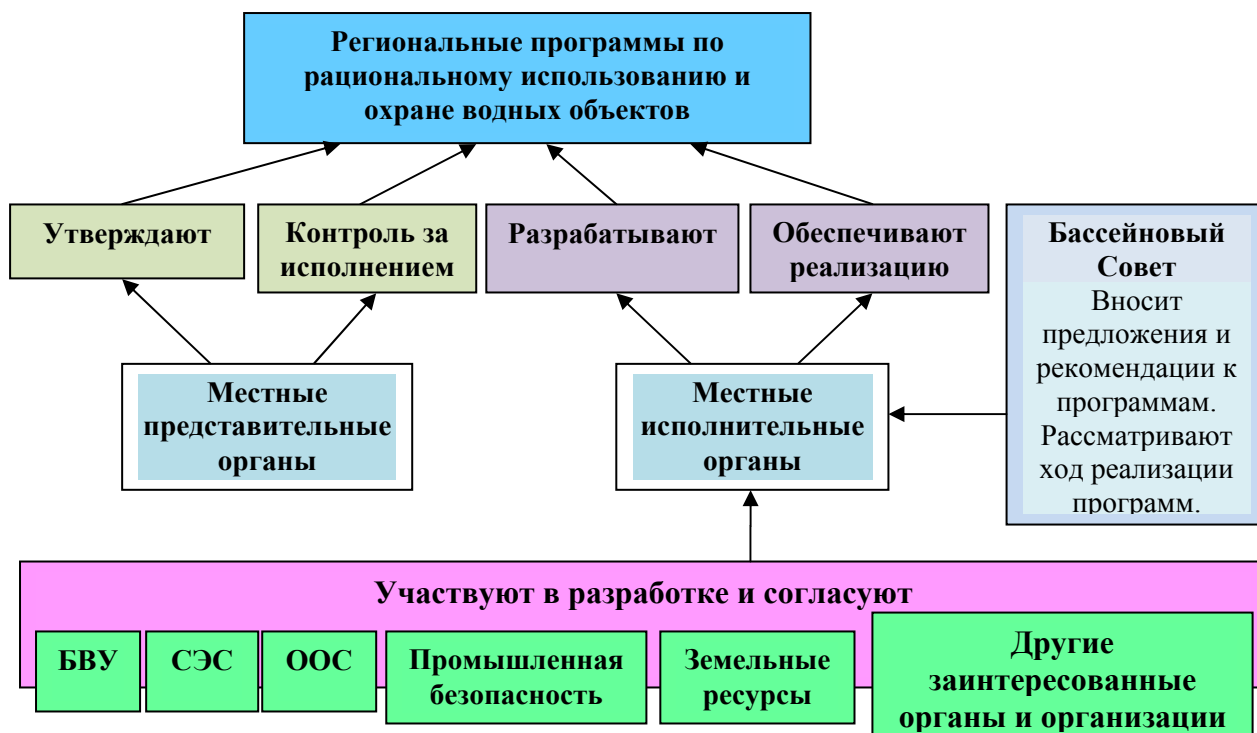 Региональные программы по
рациональному использованию и
охране водных объектов
Утверждают
Контроль за
исполнением
Разрабатывают
Обеспечивают
реализацию
Бассейновый
Совет
Вносит
предложения и
рекомендации к
программам.
Рассматривают
ход реализации
программ.
Местные
представительные
органы
Местные
исполнительные
органы
Участвуют в разработке и согласуют
БВУ
СЭС
ООС
Промышленная
безопасность
Земельные
ресурсы
Другие
заинтересованные
органы и организации